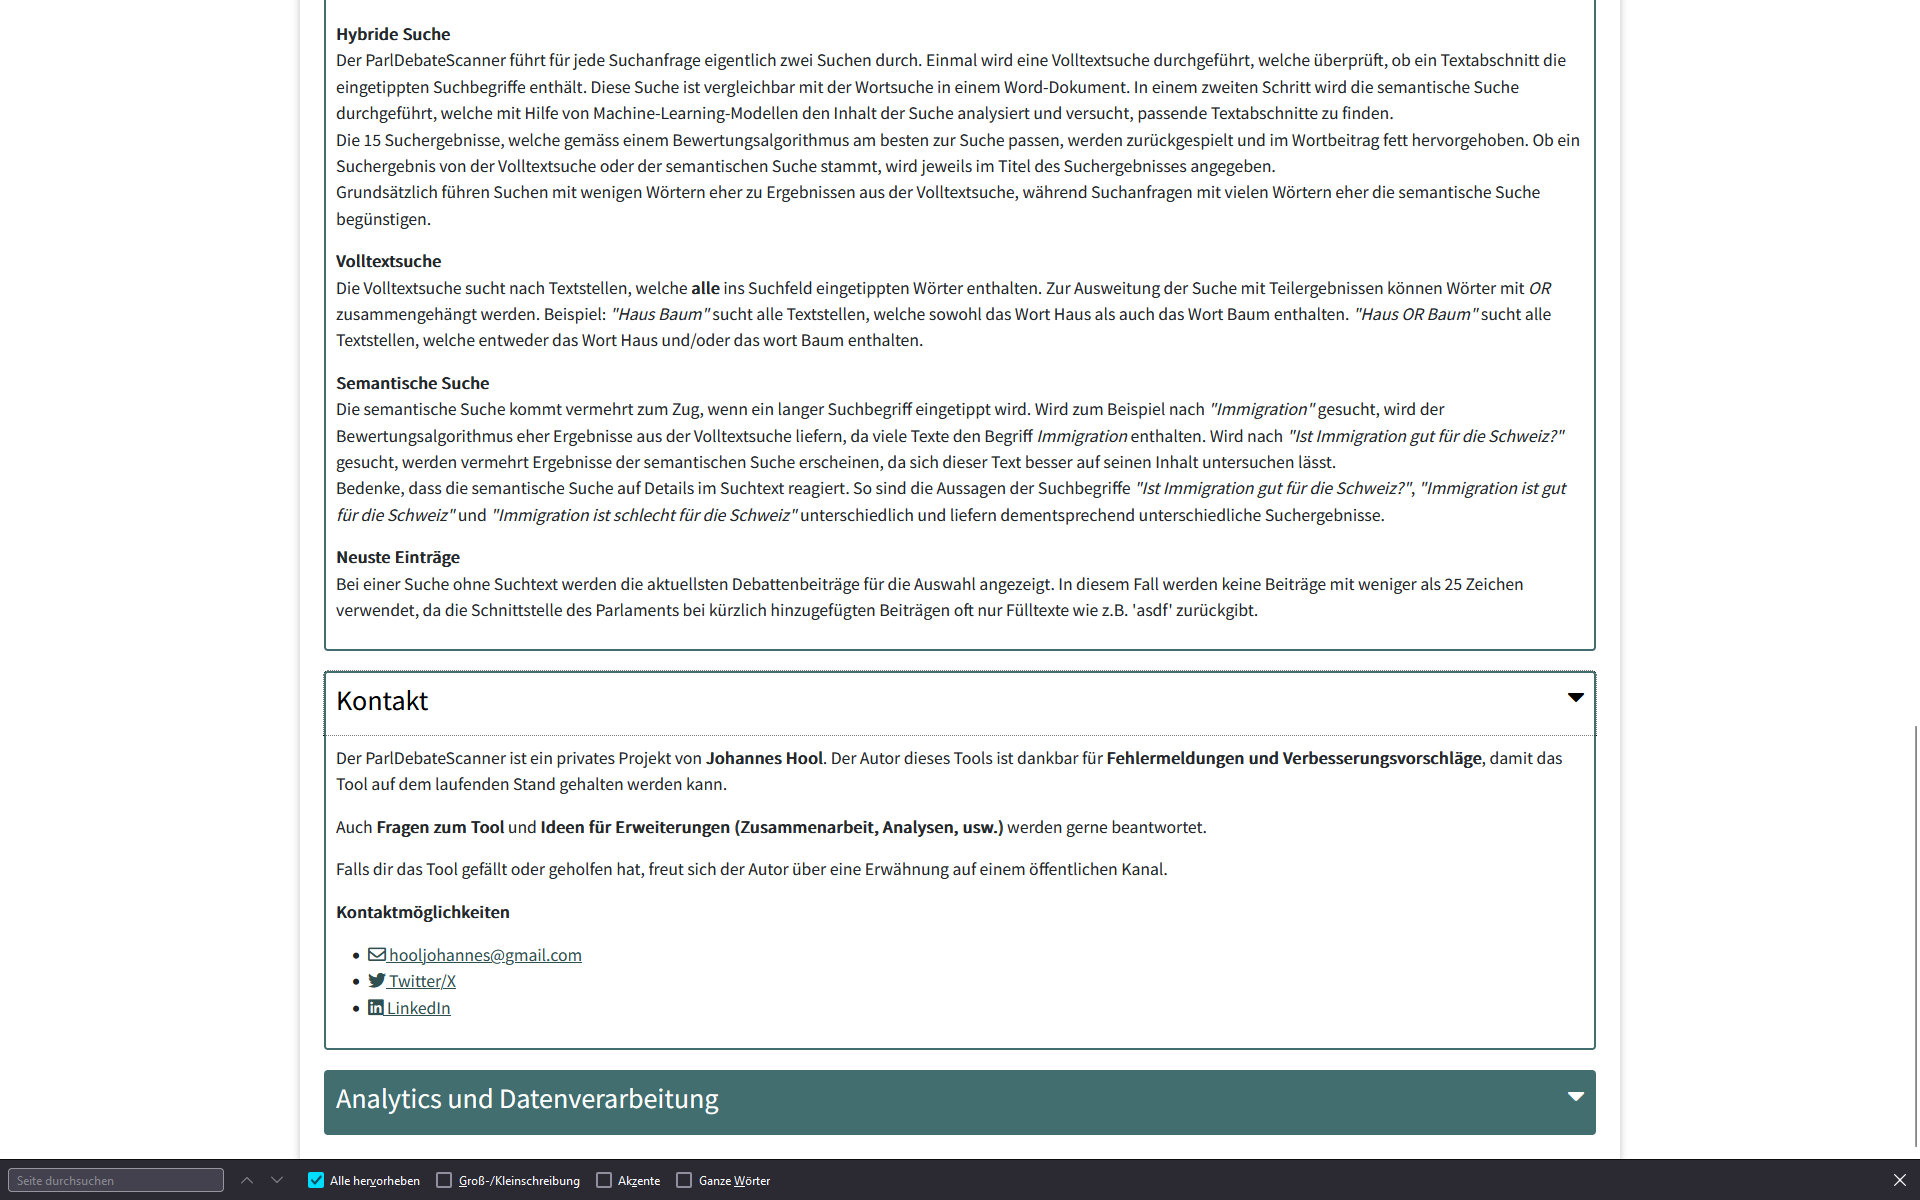 Hybride Suche
Der ParlDebateScanner führt für jede Suchanfrage eigentlich zwei Suchen durch. Einmal wird eine Volltextsuche durchgeführt, welche überprüft, ob ein Textabschnitt die
eingetippten Suchbegriffe enthält. Diese Suche ist vergleichbar mit der Wortsuche in einem Word-Dokument. In einem zweiten Schritt wird die semantische Suche
durchgeführt, welche mit Hilfe von Machine-Learning-Modellen den Inhalt der Suche analysiert und versucht, passende Textabschnitte zu finden.
Die 15 Suchergebnisse, welche gemäss einem Bewertungsalgorithmus am besten zur Suche passen, werden zurückgespielt und im Wortbeitrag fett hervorgehoben. Ob ein
Suchergebnis von der Volltextsuche oder der semantischen Suche stammt, wird jeweils im Titel des Suchergebnisses angegeben.
Grundsätzlich führen Suchen mit wenigen Wörtern eher zu Ergebnissen aus der Volltextsuche, während Suchanfragen mit vielen Wörtern eher die semantische Suche
begünstigen.
Volltextsuche
Die Volltextsuche sucht nach Textstellen, welche alle ins Suchfeld eingetippten Wörter enthalten. Zur Ausweitung der Suche mit Teilergebnissen können Wörter mit OR
zusammengehängt werden. Beispiel: "Haus Baum" sucht alle Textstellen, welche sowohl das Wort Haus als auch das Wort Baum enthalten. "Haus OR Baum" sucht alle
Textstellen, welche entweder das Wort Haus und/oder das wort Baum enthalten.
Semantische Suche
Die semantische Suche kommt vermehrt zum Zug, wenn ein langer Suchbegriff eingetippt wird. Wird zum Beispiel nach "Immigration" gesucht, wird der
Bewertungsalgorithmus eher Ergebnisse aus der Volltextsuche liefern, da viele Texte den Begriff Immigration enthalten. Wird nach "Ist Immigration gut für die Schweiz?"
gesucht, werden vermehrt Ergebnisse der semantischen Suche erscheinen, da sich dieser Text besser auf seinen Inhalt untersuchen lässt.
Bedenke, dass die semantische Suche auf Details im Suchtext reagiert. So sind die Aussagen der Suchbegriffe "Ist Immigration gut für die Schweiz?", "Immigration ist gut
für die Schweiz" und "Immigration ist schlecht für die Schweiz" unterschiedlich und liefern dementsprechend unterschiedliche Suchergebnisse.
Neuste Einträge
Bei einer Suche ohne Suchtext werden die aktuellsten Debattenbeiträge für die Auswahl angezeigt. In diesem Fall werden keine Beiträge mit weniger als 25 Zeichen
verwendet, da die Schnittstelle des Parlaments bei kürzlich hinzugefügten Beiträgen oft nur Fülltexte wie z.B. 'asdf' zurückgibt.
Kontakt
Der ParlDebateScanner ist ein privates Projekt von Johannes Hool. Der Autor dieses Tools ist dankbar für Fehlermeldungen und Verbesserungsvorschläge, damit das
Tool auf dem laufenden Stand gehalten werden kann.
Auch Fragen zum Tool und Ideen für Erweiterungen (Zusammenarbeit, Analysen, usw.) werden gerne beantwortet.
Falls dir das Tool gefällt oder geholfen hat, freut sich der Autor über eine Erwähnung auf einem öffentlichen Kanal.
Kontaktmöglichkeiten
hooljohannes@gmail.com
Twitter/X
LinkedIn
Analytics und Datenverarbeitung
Seite durchsuchen Alle hervorheben Groß-/Kleinschreibung Akzente Ganze Wörter